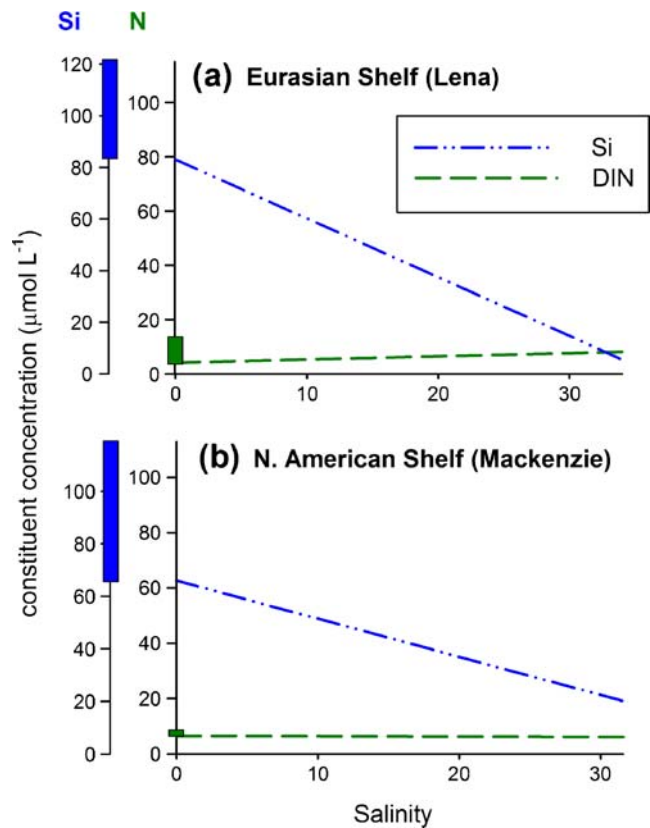 Si N
(a) Eurasian Shelf (Lena)
Si
DIN
120
100
80
60
40
20
0
100
80
60
40
20
0
0 10 20 30
constituent concentration (μmol L⁻¹)
(b) N. American Shelf (Mackenzie)
100
80
60
40
20
0
100
80
60
40
20
0
0 10 20 30
Salinity